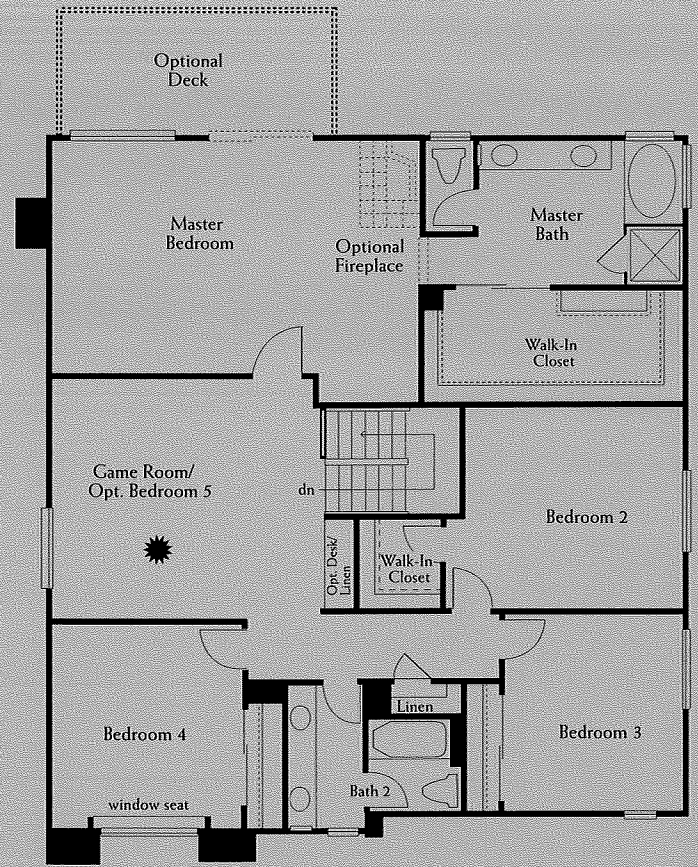 Optional
Deck
Master
Bedroom
Optional
Fireplace
Master
Bath
Walk-In
Closet
Game Room/
Opt. Bedroom 5
dn
Bedroom 2
Opt. Desk/
Linen
Walk-In
Closet
Bedroom 4
window seat
Linen
Bath 2
Bedroom 3